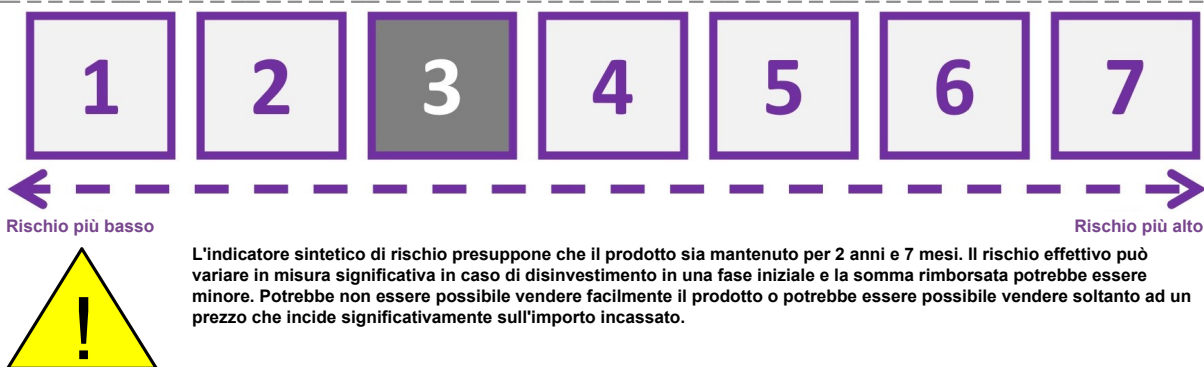 1 2 3 4 5 6 7
Rischio più basso Rischio più alto
L'indicatore sintetico di rischio presuppone che il prodotto sia mantenuto per 2 anni e 7 mesi. Il rischio effettivo può
variare in misura significativa in caso di disinvestimento in una fase iniziale e la somma rimborsata potrebbe essere
minore. Potrebbe non essere possibile vendere facilmente il prodotto o potrebbe essere possibile vendere soltanto ad un
prezzo che incide significativamente sull'importo incassato.
!